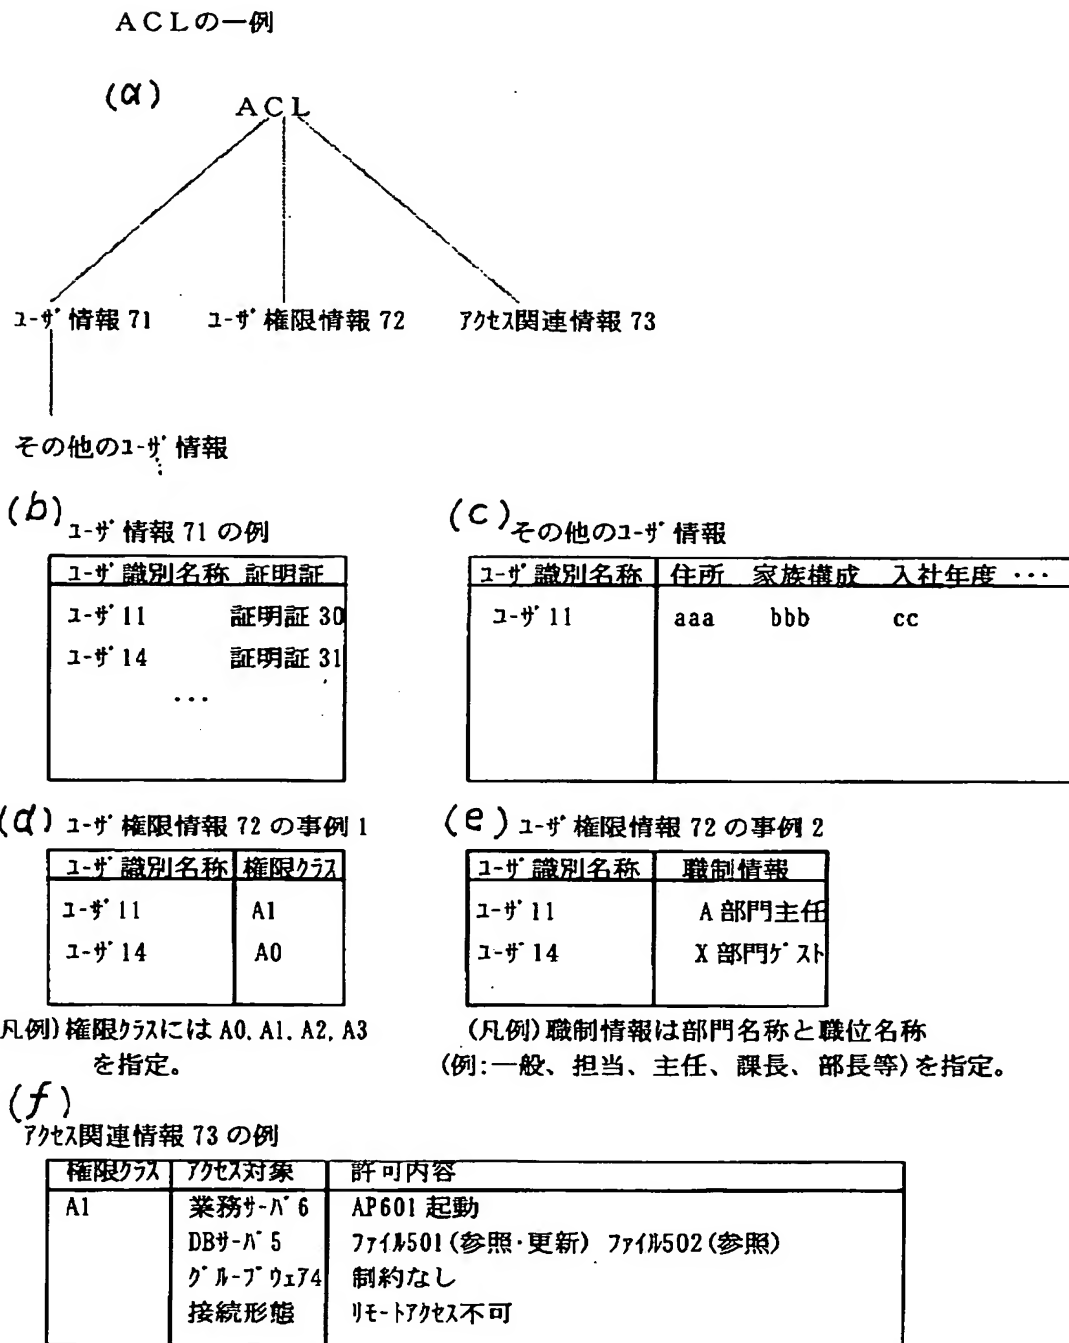 ACLの一例
(a)
ACL
ユーザ情報 71 ユーザ権限情報 72 アクセス関連情報 73
その他のユーザ情報
(b) ユーザ情報 71 の例
ユーザ識別名称 証明証
ユーザ11 証明証 30
ユーザ14 証明証 31
...
(c) その他のユーザ情報
ユーザ識別名称 住所 家族構成 入社年度 ...
ユーザ11 aaa bbb cc
(d) ユーザ権限情報 72 の事例 1
ユーザ識別名称 権限クラス
ユーザ11 A1
ユーザ14 A0
凡例)権限クラスには A0, A1, A2, A3
を指定。
(e) ユーザ権限情報 72 の事例 2
ユーザ識別名称 職制情報
ユーザ11 A 部門主任
ユーザ14 X 部門ゲスト
(凡例)職制情報は部門名称と職位名称
(例:一般、担当、主任、課長、部長等)を指定。
(f)
アクセス関連情報 73 の例
権限クラス アクセス対象 許可内容
A1 業務サーバ6 AP601 起動
DBサーバ5 ファイル501(参照・更新) ファイル502(参照)
グループウェア4 制約なし
接続形態 リモートアクセス不可